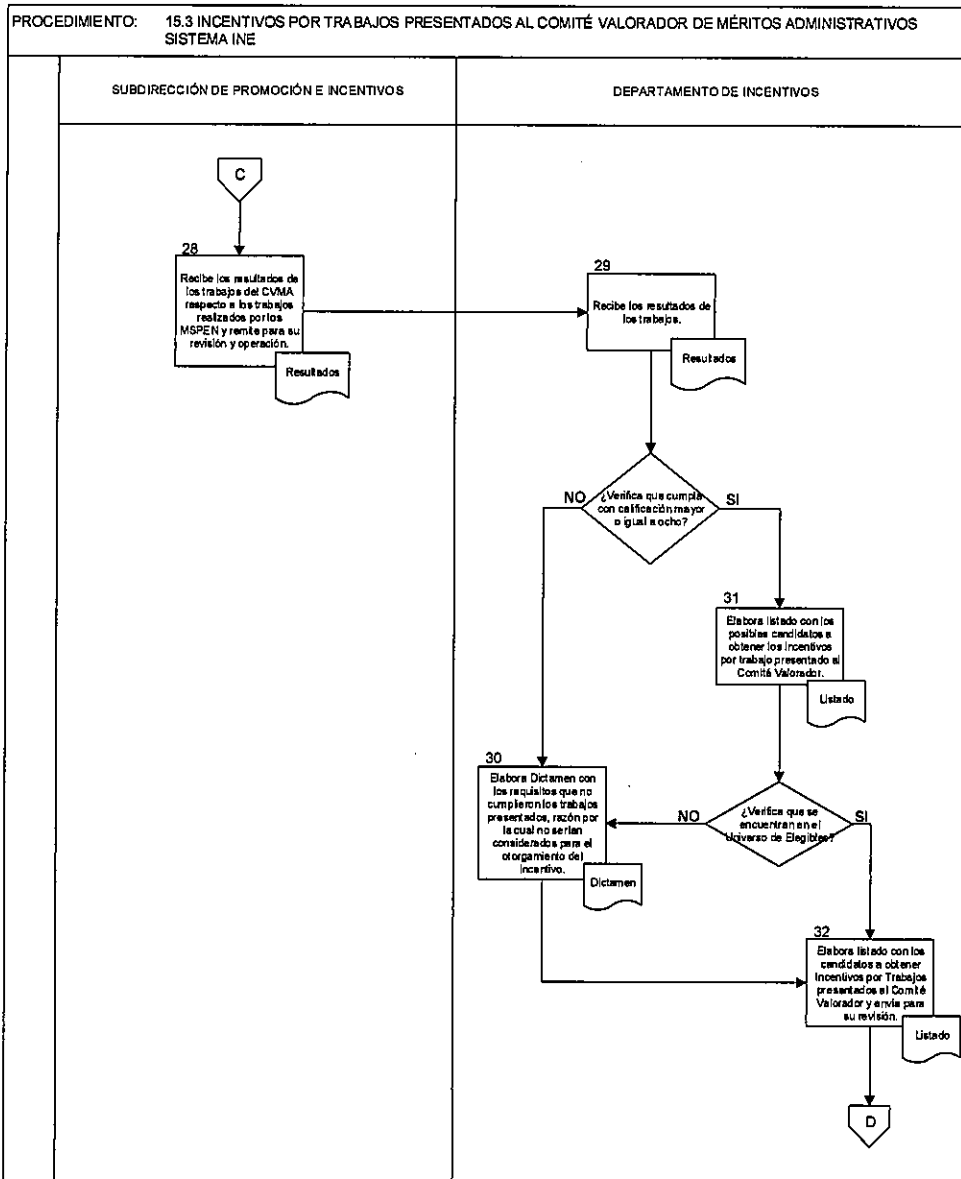 PROCEDIMIENTO: 15.3 INCENTIVOS POR TRABAJOS PRESENTADOS AL COMITÉ VALORADOR DE MÉRITOS ADMINISTRATIVOS
SISTEMA INE
SUBDIRECCIÓN DE PROMOCIÓN E INCENTIVOS
DEPARTAMENTO DE INCENTIVOS
C
28
Recibe los resultados de
los trabajos del CVMA
respecto a los trabajos
realizados por los
MSPEN y remite para su
revisión y operación.
Resultados
29
Recibe los resultados de
los trabajos.
Resultados
NO
¿Verifica que cumpla
con calificación mayor
o igual a ocho?
SI
31
Elabora listado con los
posibles candidatos a
obtener los Incentivos
por trabajo presentado al
Comité Valorador.
Listado
30
Elabora Dictamen con
los requisitos que no
cumplieron los trabajos
presentados, razón por
la cual no serían
considerados para el
otorgamiento del
incentivo.
Dictamen
NO
¿Verifica que se
encuentran en el
Universo de Elegibles?
SI
32
Elabora listado con los
candidatos a obtener
Incentivos por Trabajos
presentados al Comité
Valorador y envía para
su revisión.
Listado
D